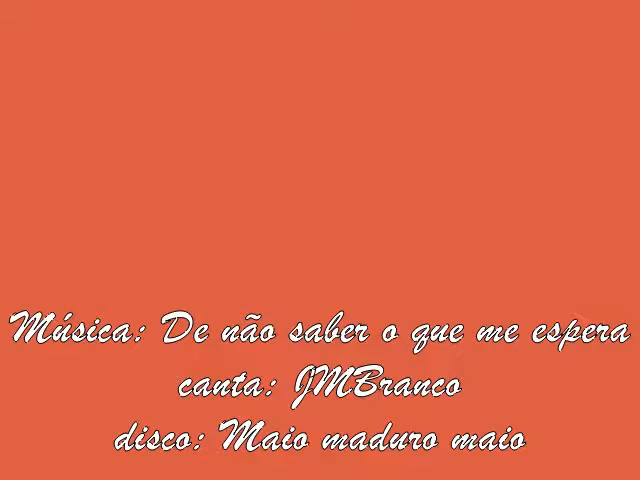 Música: De não saber o que me espera
canta: JMBranco
disco: Maio maduro maio